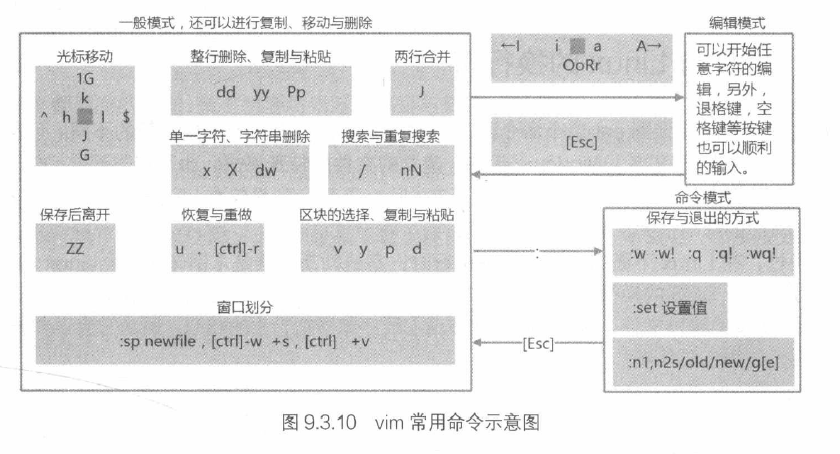 一般模式，还可以进行复制、移动与删除
光标移动
1G
k
^ h l $
J
G
整行删除、复制与粘贴
dd yy Pp
两行合并
J
单一字符、字符串删除
x X dw
搜索与重复搜索
/ nN
保存后离开
ZZ
恢复与重做
u . [ctrl]-r
区块的选择、复制与粘贴
v y p d
窗口划分
:sp newfile , [ctrl]-w +s , [ctrl] +v
←I i a A→
OoRr
[Esc]
编辑模式
可以开始任
意字符的编
辑，另外，
退格键，空
格键等按键
也可以顺利
的输入。
:
[Esc]
命令模式
保存与退出的方式
:w :w! :q :q! :wq!
:set 设置值
:n1,n2s/old/new/g[e]
图 9.3.10 vim 常用命令示意图